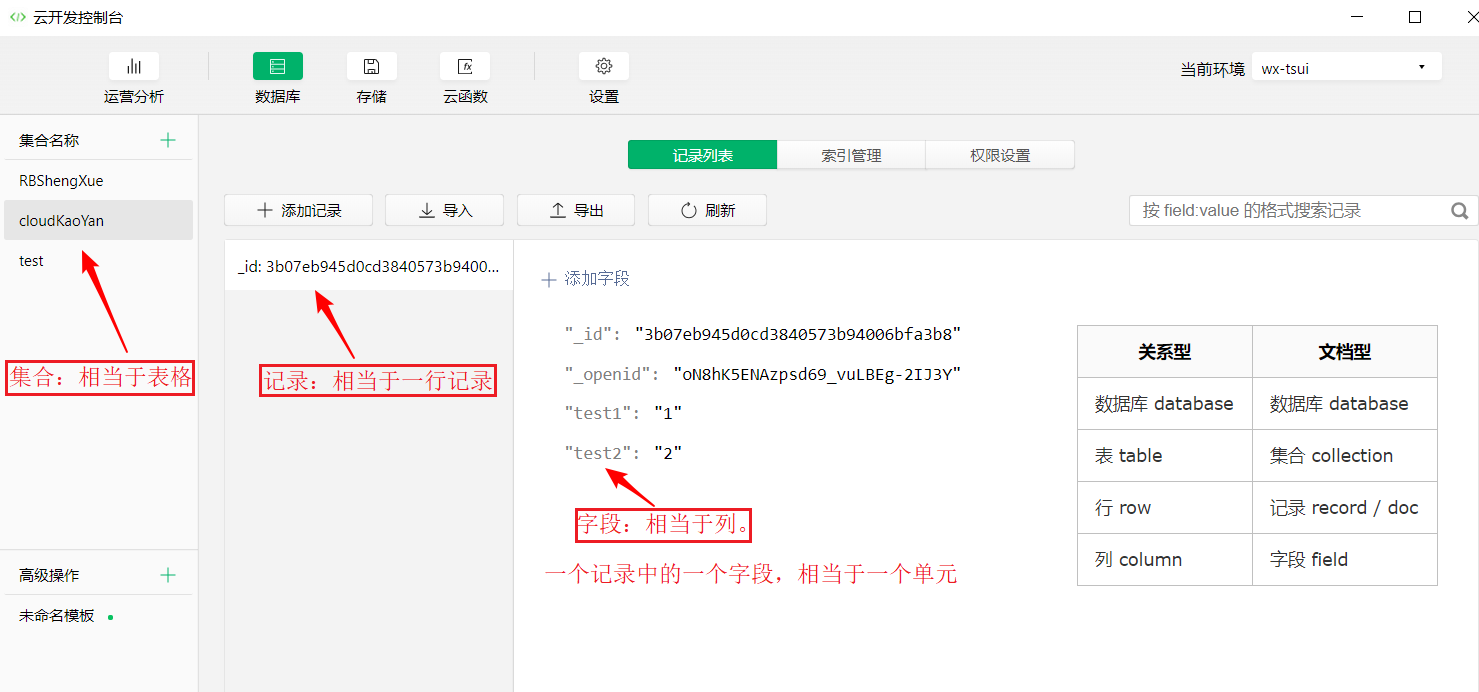 云开发控制台
运营分析
数据库
存储
云函数
设置
当前环境 wx-tsui
集合名称
RBShengXue
cloudKaoYan
test
集合：相当于表格
高级操作
未命名模板
记录列表 索引管理 权限设置
添加记录 导入 导出 刷新
按 field:value 的格式搜索记录
_id: 3b07eb945d0cd3840573b9400...
记录：相当于一行记录
添加字段
"_id": "3b07eb945d0cd3840573b94006bfa3b8"
"_openid": "oN8hK5ENAzpsd69_vuLBEg-2IJ3Y"
"test1": "1"
"test2": "2"
字段：相当于列。
一个记录中的一个字段，相当于一个单元
关系型 文档型
数据库 database 数据库 database
表 table 集合 collection
行 row 记录 record / doc
列 column 字段 field